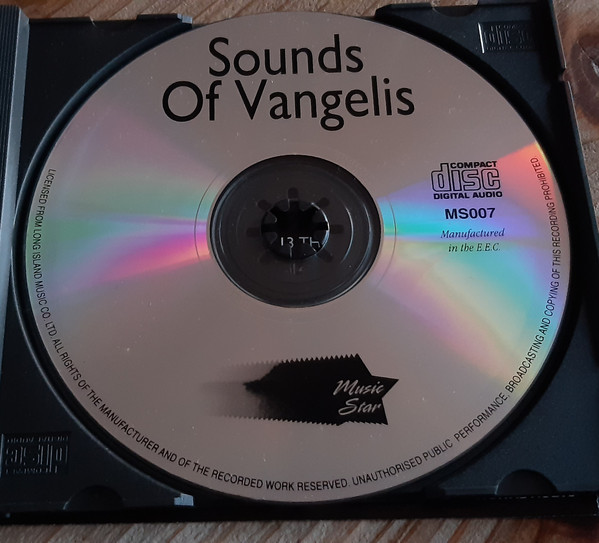 Sounds
Of Vangelis
COMPACT
disc
DIGITAL AUDIO
MS007
Manufactured
in the E.E.C.
Music
Star
LICENSED FROM LONG ISLAND MUSIC CO. LTD. ALL RIGHTS OF THE MANUFACTURER AND OF THE RECORDED WORK RESERVED. UNAUTHORISED PUBLIC PERFORMANCE, BROADCASTING AND COPYING OF THIS RECORDING PROHIBITED
disc
disc